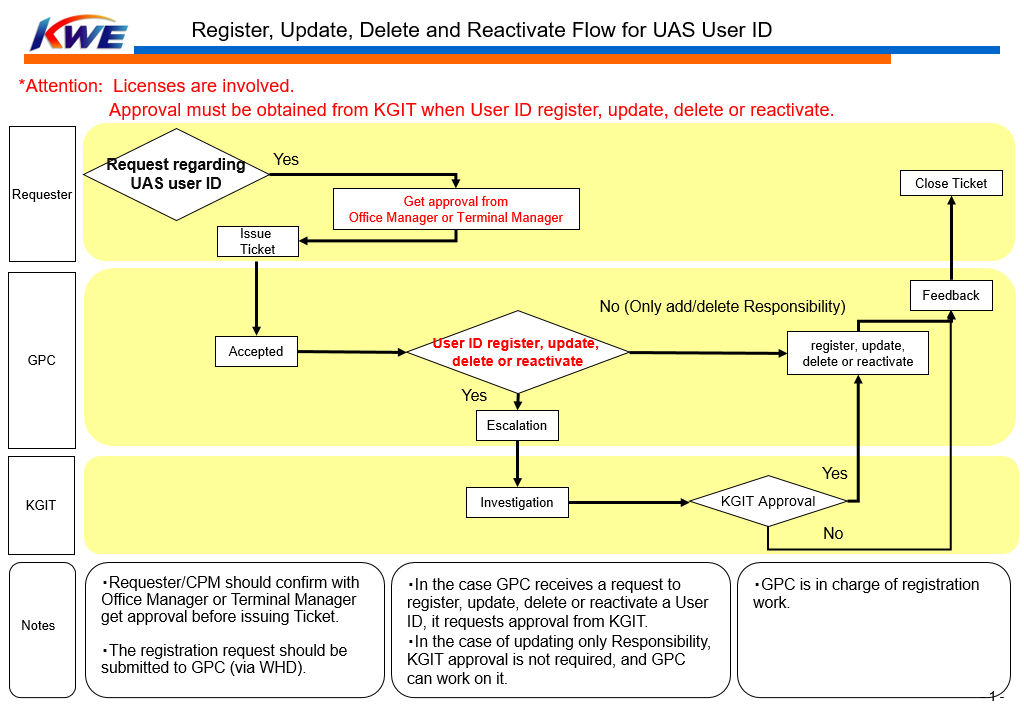 KWE
Register, Update, Delete and Reactivate Flow for UAS User ID
*Attention:  Licenses are involved.
Approval must be obtained from KGIT when User ID register, update, delete or reactivate.
Requester
Request regarding
UAS user ID
Yes
Get approval from
Office Manager or Terminal Manager
Issue
Ticket
Close Ticket
GPC
Accepted
User ID register, update,
delete or reactivate
No (Only add/delete Responsibility)
register, update,
delete or reactivate
Feedback
Yes
Escalation
KGIT
Investigation
KGIT Approval
Yes
No
Notes
・Requester/CPM should confirm with
Office Manager or Terminal Manager
get approval before issuing Ticket.
・The registration request should be
submitted to GPC (via WHD).
・In the case GPC receives a request to
register, update, delete or reactivate a User
ID, it requests approval from KGIT.
・In the case of updating only Responsibility,
KGIT approval is not required, and GPC
can work on it.
・GPC is in charge of registration
work.
- 1 -